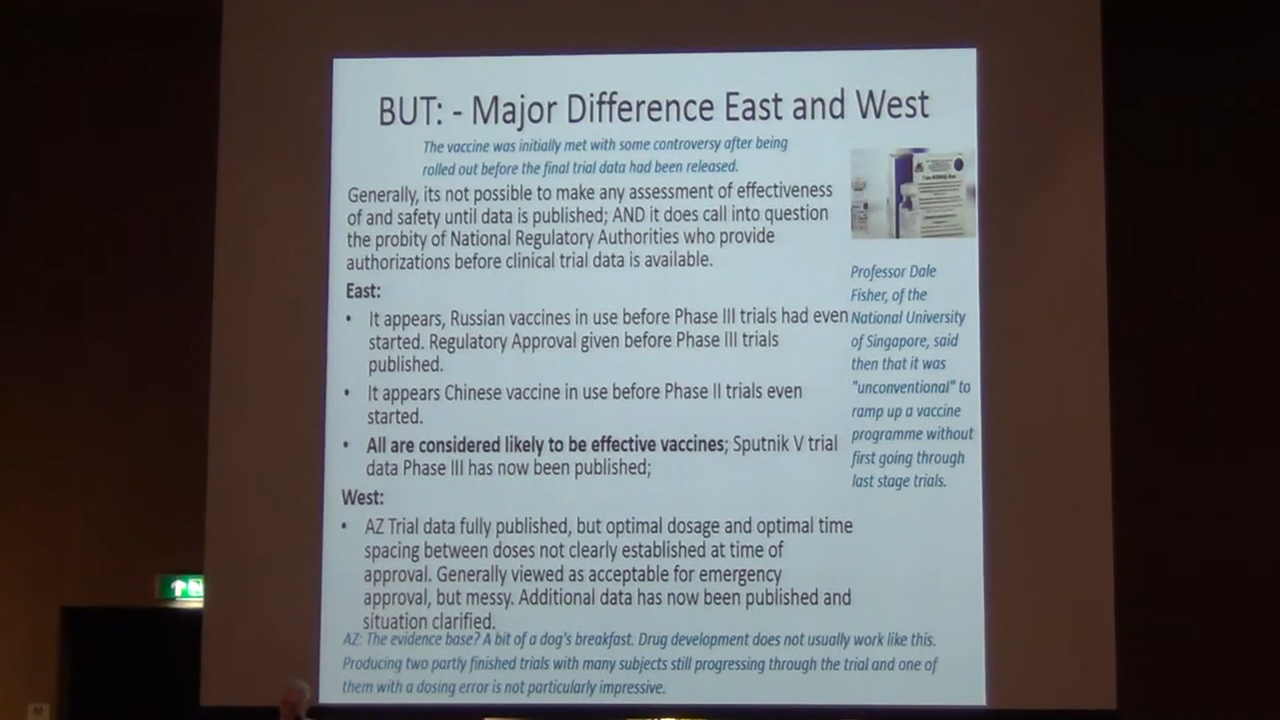 BUT: - Major Difference East and West
The vaccine was initially met with some controversy after being
rolled out before the final trial data had been released.
Generally, its not possible to make any assessment of effectiveness
of and safety until data is published; AND it does call into question
the probity of National Regulatory Authorities who provide
authorizations before clinical trial data is available.
East:
• It appears, Russian vaccines in use before Phase III trials had even
started. Regulatory Approval given before Phase III trials
published.
• It appears Chinese vaccine in use before Phase II trials even
started.
• All are considered likely to be effective vaccines; Sputnik V trial
data Phase III has now been published;
West:
• AZ Trial data fully published, but optimal dosage and optimal time
spacing between doses not clearly established at time of
approval. Generally viewed as acceptable for emergency
approval, but messy. Additional data has now been published and
situation clarified.
AZ: The evidence base? A bit of a dog's breakfast. Drug development does not usually work like this.
Producing two partly finished trials with many subjects still progressing through the trial and one of
them with a dosing error is not particularly impressive.
Professor Dale
Fisher, of the
National University
of Singapore, said
then that it was
"unconventional" to
ramp up a vaccine
programme without
first going through
last stage trials.
M